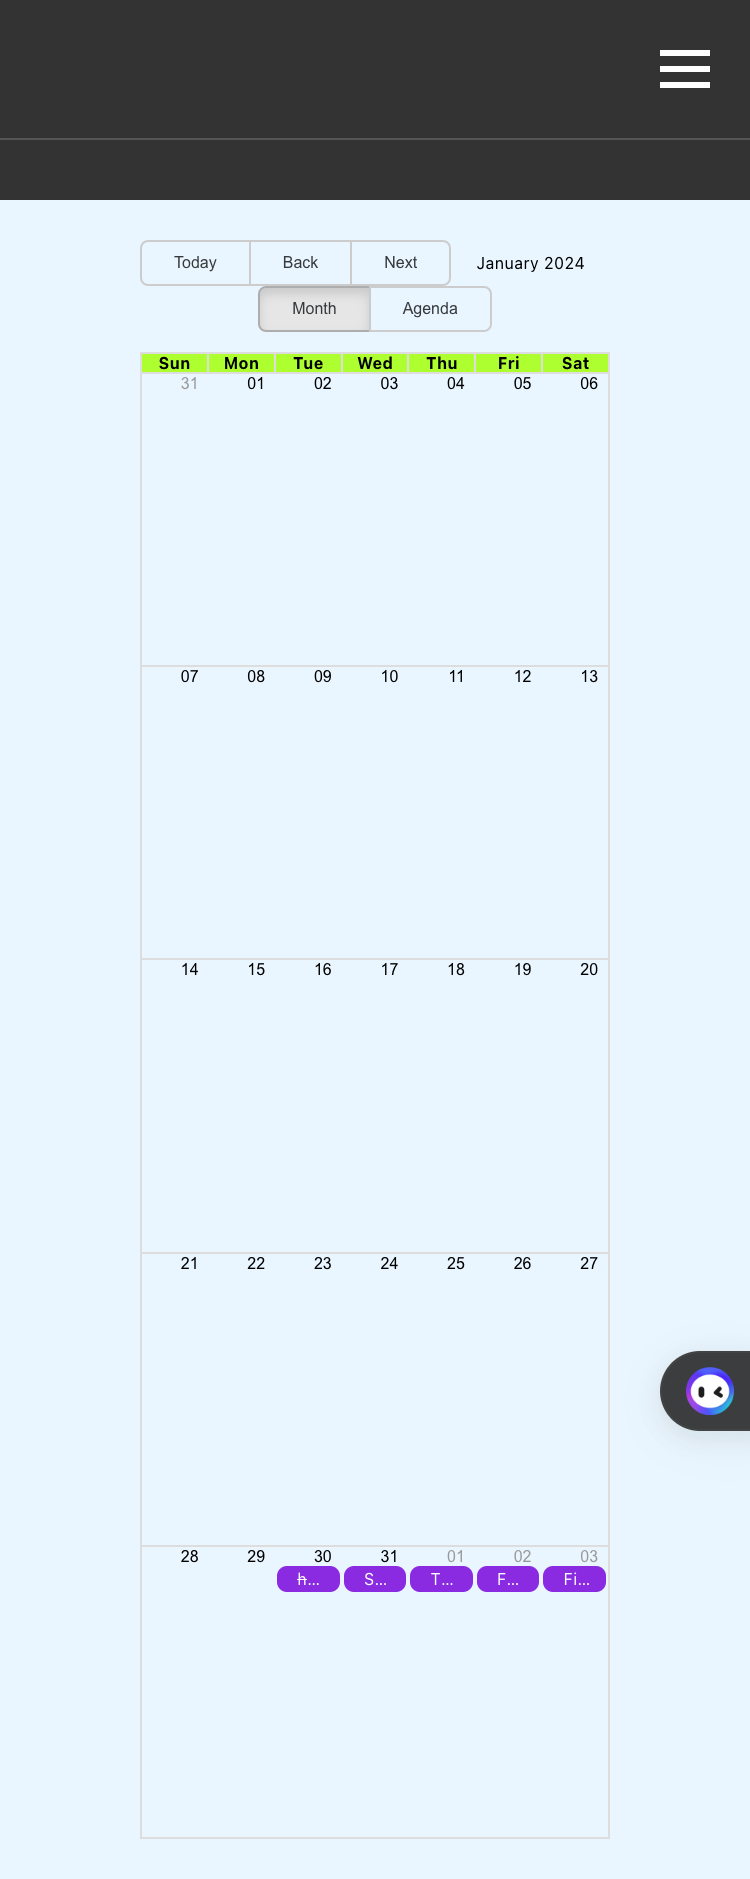 Today Back Next January 2024
Month Agenda
Sun Mon Tue Wed Thu Fri Sat
31 01 02 03 04 05 06
07 08 09 10 11 12 13
14 15 16 17 18 19 20
21 22 23 24 25 26 27
28 29 30 31 01 02 03
S... T... F... Fi...